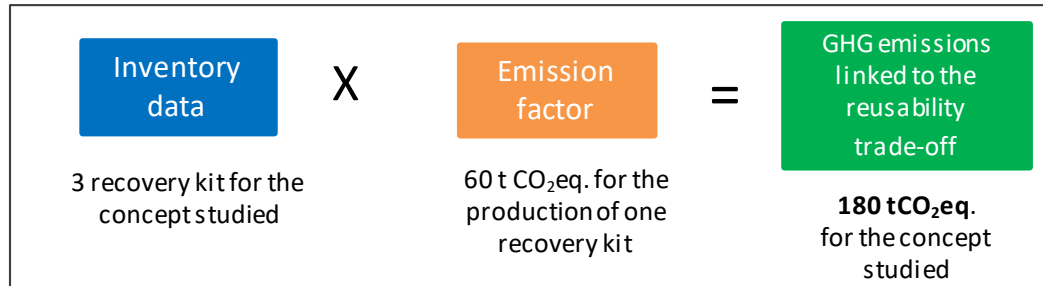 Inventory
data
X
Emission
factor
=
GHG emissions
linked to the
reusability
trade-off
3 recovery kit for the
concept studied
60 t CO₂eq. for the
production of one
recovery kit
180 tCO₂eq.
for the concept
studied